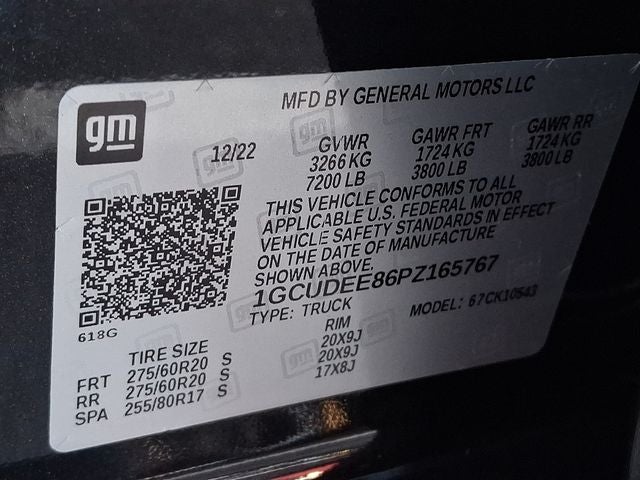 gm
MFD BY GENERAL MOTORS LLC
12/22 GVWR GAWR FRT GAWR RR
3266 KG 1724 KG 1724 KG
7200 LB 3800 LB 3800 LB
THIS VEHICLE CONFORMS TO ALL
APPLICABLE U.S. FEDERAL MOTOR
VEHICLE SAFETY STANDARDS IN EFFECT
ON THE DATE OF MANUFACTURE
SHOWN ABOVE.
1GCUDEE86PZ165767
TYPE: TRUCK MODEL: 67CK10543
618G
TIRE SIZE RIM
FRT 275/60R20 S 20X9J
RR 275/60R20 S 20X9J
SPA 255/80R17 S 17X8J